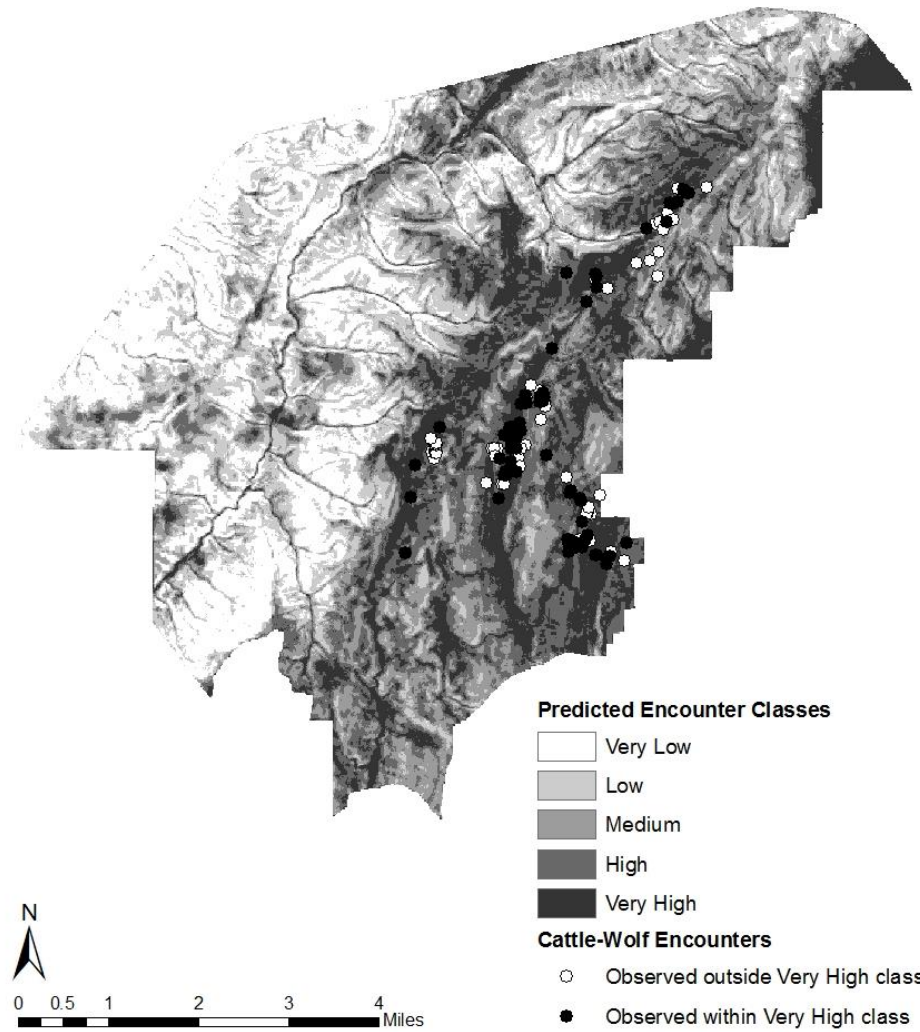 Predicted Encounter Classes
Very Low
Low
Medium
High
Very High
Cattle-Wolf Encounters
Observed outside Very High class
Observed within Very High class
N
0 0.5 1 2 3 4
Miles